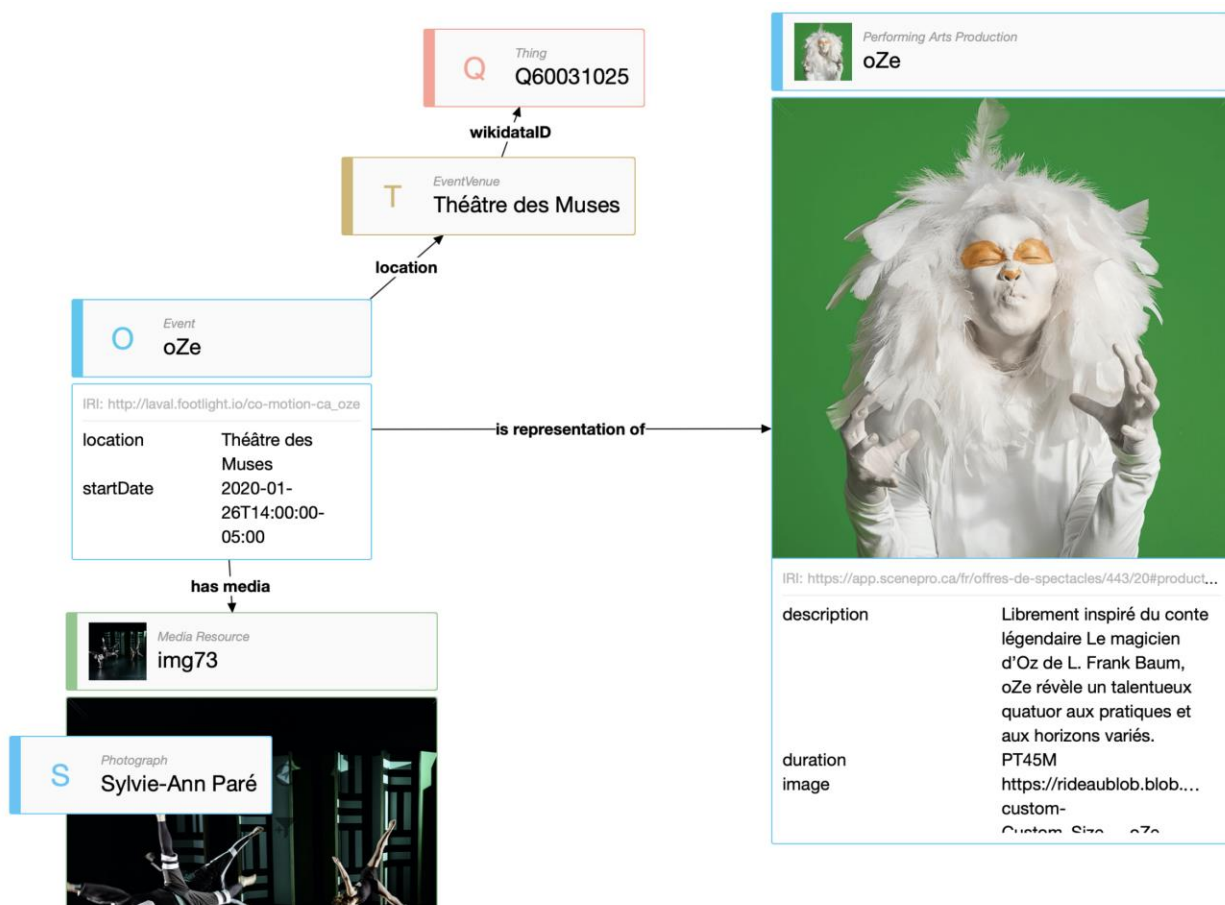 Thing
Q
Q60031025
wikidataID
EventVenue
T
Théâtre des Muses
location
Event
O
oZe
IRI: http://laval.footlight.io/co-motion-ca_oze
location
Théâtre des
Muses
startDate
2020-01-
26T14:00:00-
05:00
is representation of
has media
Media Resource
img73
Photograph
S
Sylvie-Ann Paré
Performing Arts Production
oZe
IRI: https://app.scenepro.ca/fr/offres-de-spectacles/443/20#product...
description
Librement inspiré du conte
légendaire Le magicien
d'Oz de L. Frank Baum,
oZe révèle un talentueux
quatuor aux pratiques et
aux horizons variés.
duration
PT45M
image
https://rideaublob.blob....
custom-
Custom_Size___oZe